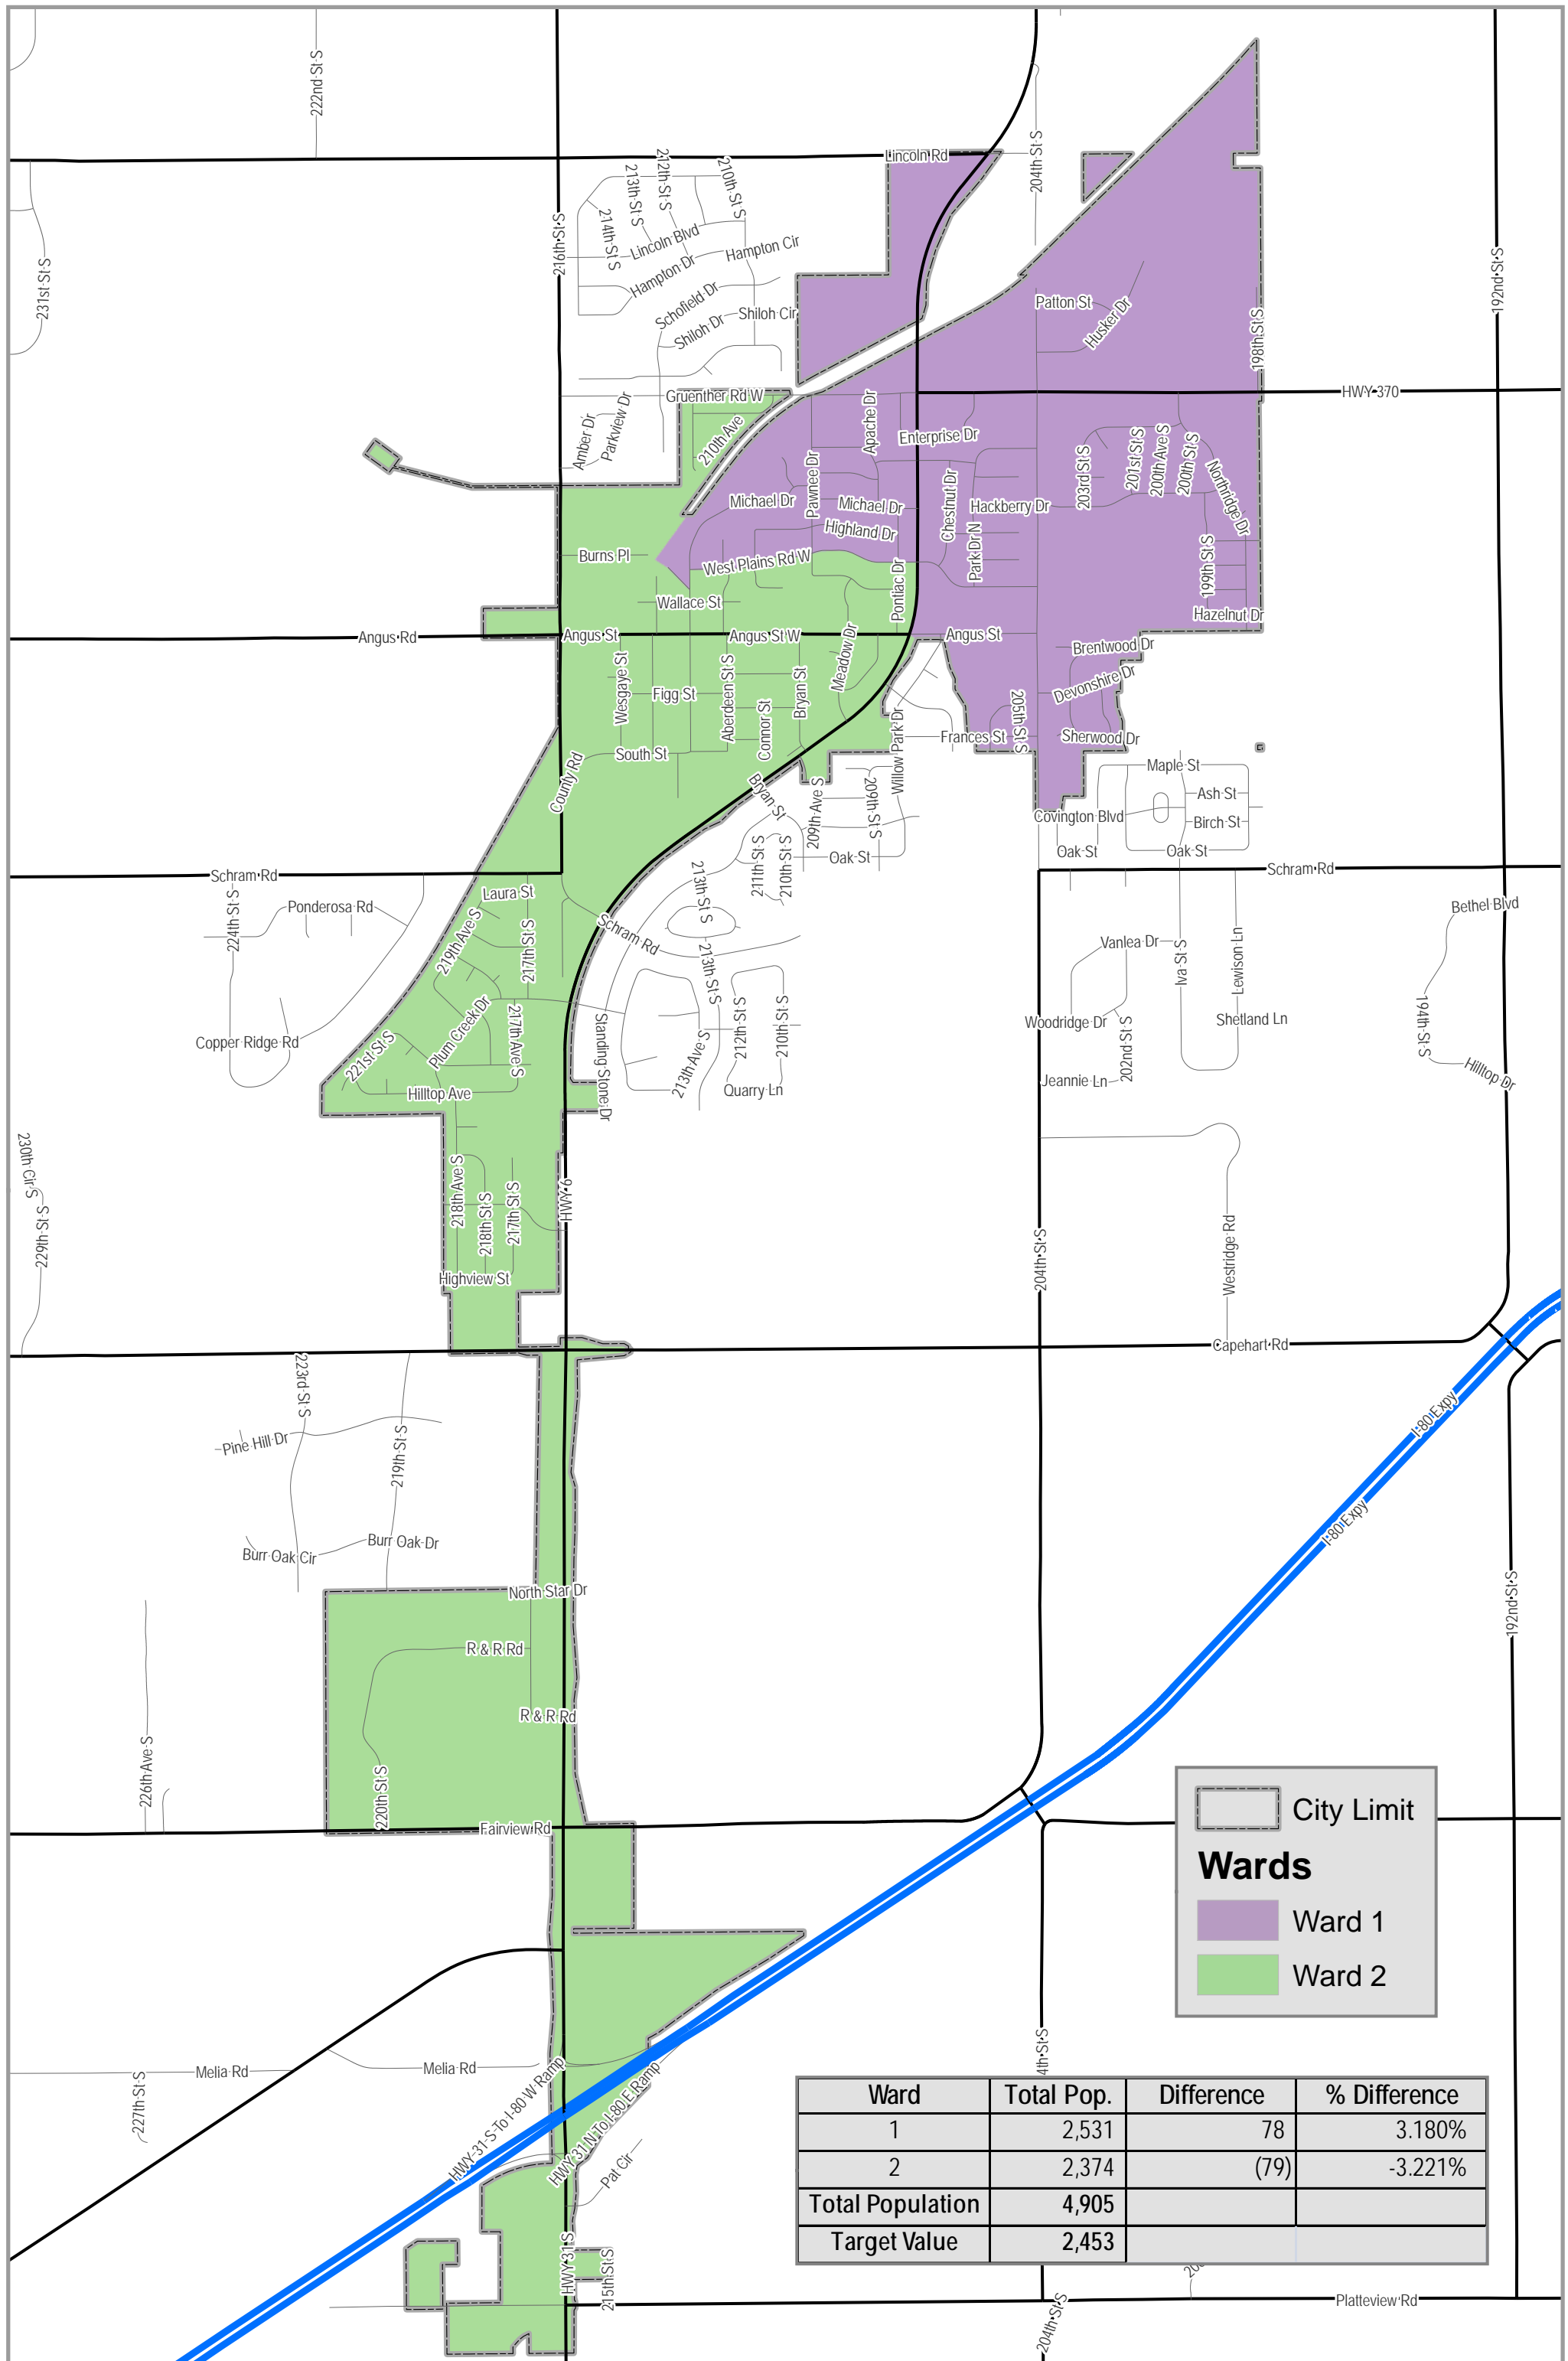 222nd St S
Lincoln Rd
204th St S
212th St S
213th St S
210th St S
214th St S
Lincoln Blvd
Hampton Cir
Hampton Dr
216th St S
231st St S
192nd St S
Schofield Dr
Shiloh Cir
Shiloh Dr
Patton St
Husker Dr
198th St S
HWY 370
Gruenther Rd W
Amber Dr
Parkview Dr
210th Ave
Apache Dr
Enterprise Dr
203rd St S
201st St S
200th Ave S
200th St S
Northridge Dr
Pawnee Dr
Michael Dr
Michael Dr
Chestnut Dr
Hackberry Dr
Highland Dr
Park Dr N
Burns Pl
West Plains Rd W
Pontiac Dr
199th St S
Wallace St
Hazelnut Dr
Angus Rd
Angus St
Angus St W
Angus St
Meadow Dr
Brentwood Dr
Wesgaye St
Figg St
Aberdeen St S
Connor St
Bryan St
Devonshire Dr
205th St S
Willow Park Dr
Frances St
Sherwood Dr
South St
County Rd
Bryan St
209th Ave S
209th St S
Maple St
Ash St
Birch St
Covington Blvd
Oak St
Oak St
Oak St
211th St S
210th St S
Schram Rd
Schram Rd
Laura St
Ponderosa Rd
224th St S
219th Ave S
217th St S
213th St S
Schram Rd
213th St S
Bethel Blvd
Vanlea Dr
Iva St S
Lewison Ln
Copper Ridge Rd
221st St S
Plum Creek Dr
217th Ave S
Standing Stone Dr
212th St S
210th St S
213th Ave S
Woodridge Dr
202nd St S
Shetland Ln
194th St S
Hilltop Ave
Quarry Ln
Jeannie Ln
Hilltop Dr
230th Cir S
229th St S
218th Ave S
218th St S
217th St S
HWY 6
204th St S
Westridge Rd
Highview St
Capehart Rd
223rd St S
Pine Hill Dr
219th St S
I-80 Expy
I-80 Expy
Burr Oak Dr
Burr Oak Cir
North Star Dr
192nd St S
R & R Rd
R & R Rd
226th Ave S
220th St S
Fairview Rd
City Limit
Wards
Ward 1
Ward 2
Melia Rd
Melia Rd
227th St S
HWY 31 S To I-80 W Ramp
HWY 31 N To I-80 E Ramp
Pat Cir
4th St S
Ward Total Pop. Difference % Difference
1 2,531 78 3.180%
2 2,374 (79) -3.221%
Total Population 4,905
Target Value 2,453
HWY 31 S
215th St S
204th St S
Platteview Rd